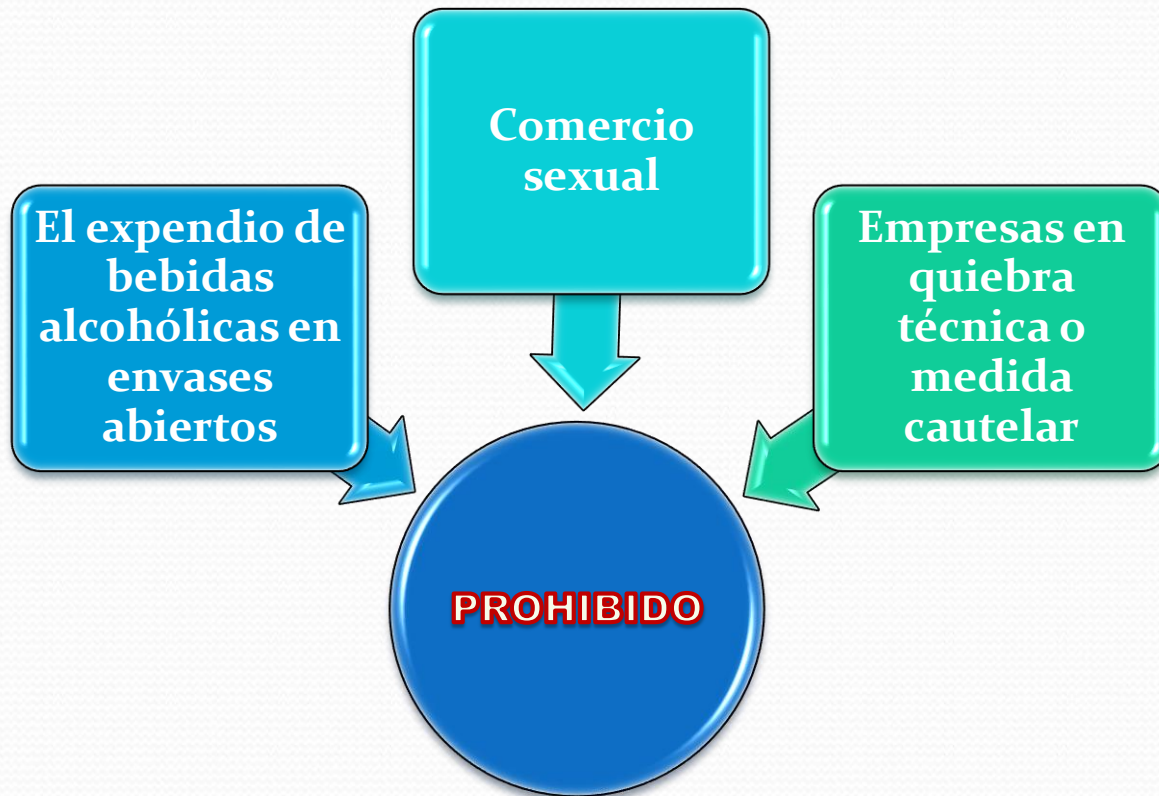 Comercio
sexual
El expendio de
bebidas
alcohólicas en
envases
abiertos
Empresas en
quiebra
técnica o
medida
cautelar
PROHIBIDO